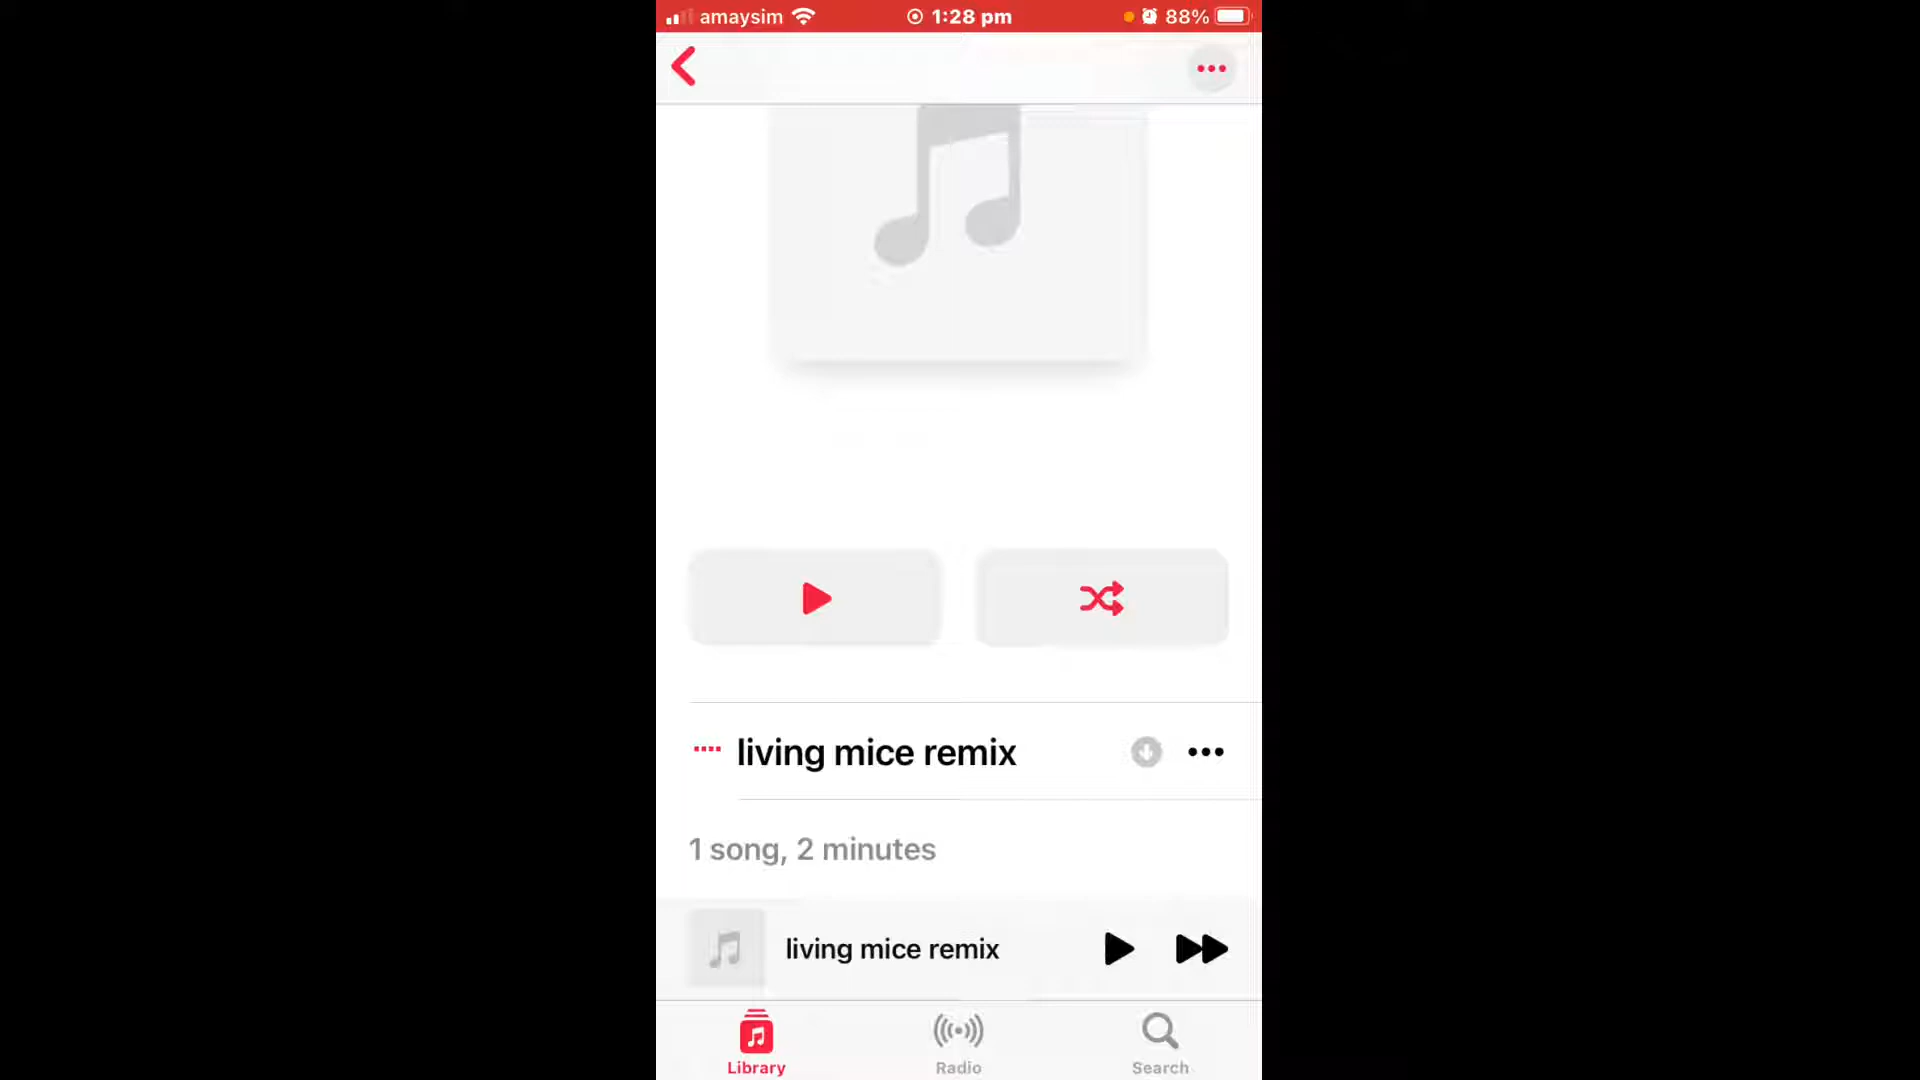 amaysim 1:28 pm 88%
living mice remix
1 song, 2 minutes
living mice remix
Library Radio Search